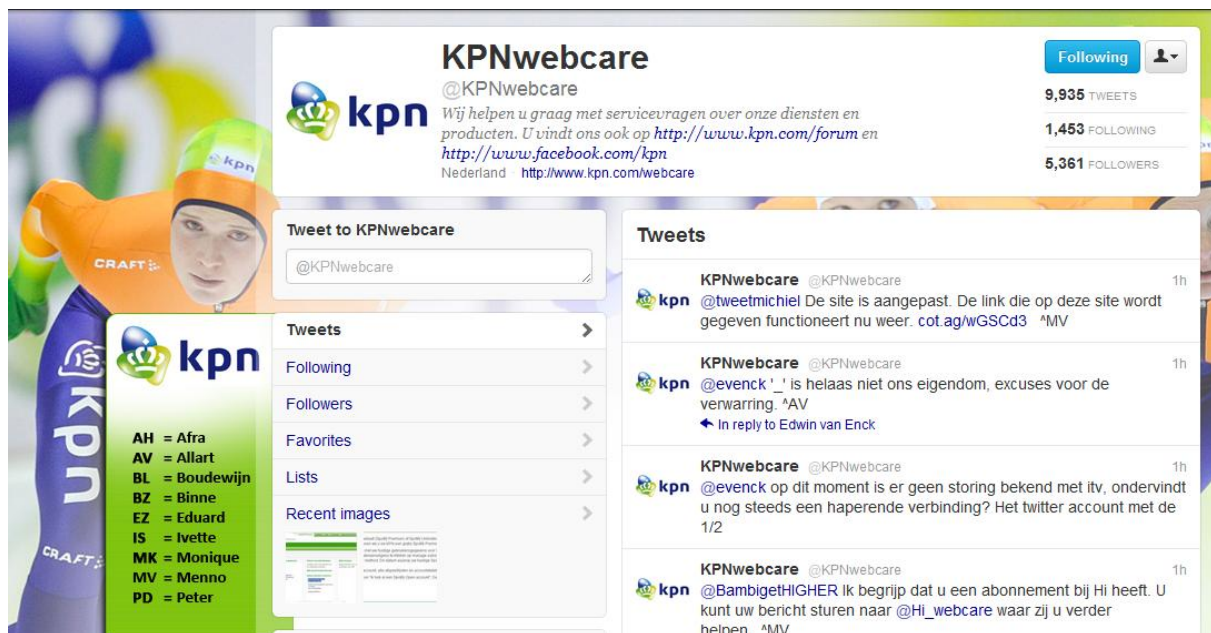 KPNwebcare
@KPNwebcare
Wij helpen u graag met servicevragen over onze diensten en
producten. U vindt ons ook op http://www.kpn.com/forum en
http://www.facebook.com/kpn
Nederland · http://www.kpn.com/webcare
kpn
Following
9,935 TWEETS
1,453 FOLLOWING
5,361 FOLLOWERS
kpn
CRAFT
kpn
CRAFT
kpn
AH = Afra
AV = Allart
BL = Boudewijn
BZ = Binne
EZ = Eduard
IS = Ivette
MK = Monique
MV = Menno
PD = Peter
Tweet to KPNwebcare
@KPNwebcare
Tweets
Following
Followers
Favorites
Lists
Recent images
Tweets
KPNwebcare @KPNwebcare 1h
kpn
@tweetmichiel De site is aangepast. De link die op deze site wordt
gegeven functioneert nu weer. cot.ag/wGSCd3 ^MV
KPNwebcare @KPNwebcare 1h
kpn
@evenck '_' is helaas niet ons eigendom, excuses voor de
verwarring. ^AV
In reply to Edwin van Enck
KPNwebcare @KPNwebcare 1h
kpn
@evenck op dit moment is er geen storing bekend met itv, ondervindt
u nog steeds een haperende verbinding? Het twitter account met de
1/2
KPNwebcare @KPNwebcare 1h
kpn
@BambigetHIGHER Ik begrijp dat u een abonnement bij Hi heeft. U
kunt uw bericht sturen naar @Hi_webcare waar zij u verder
helpen. ^MV